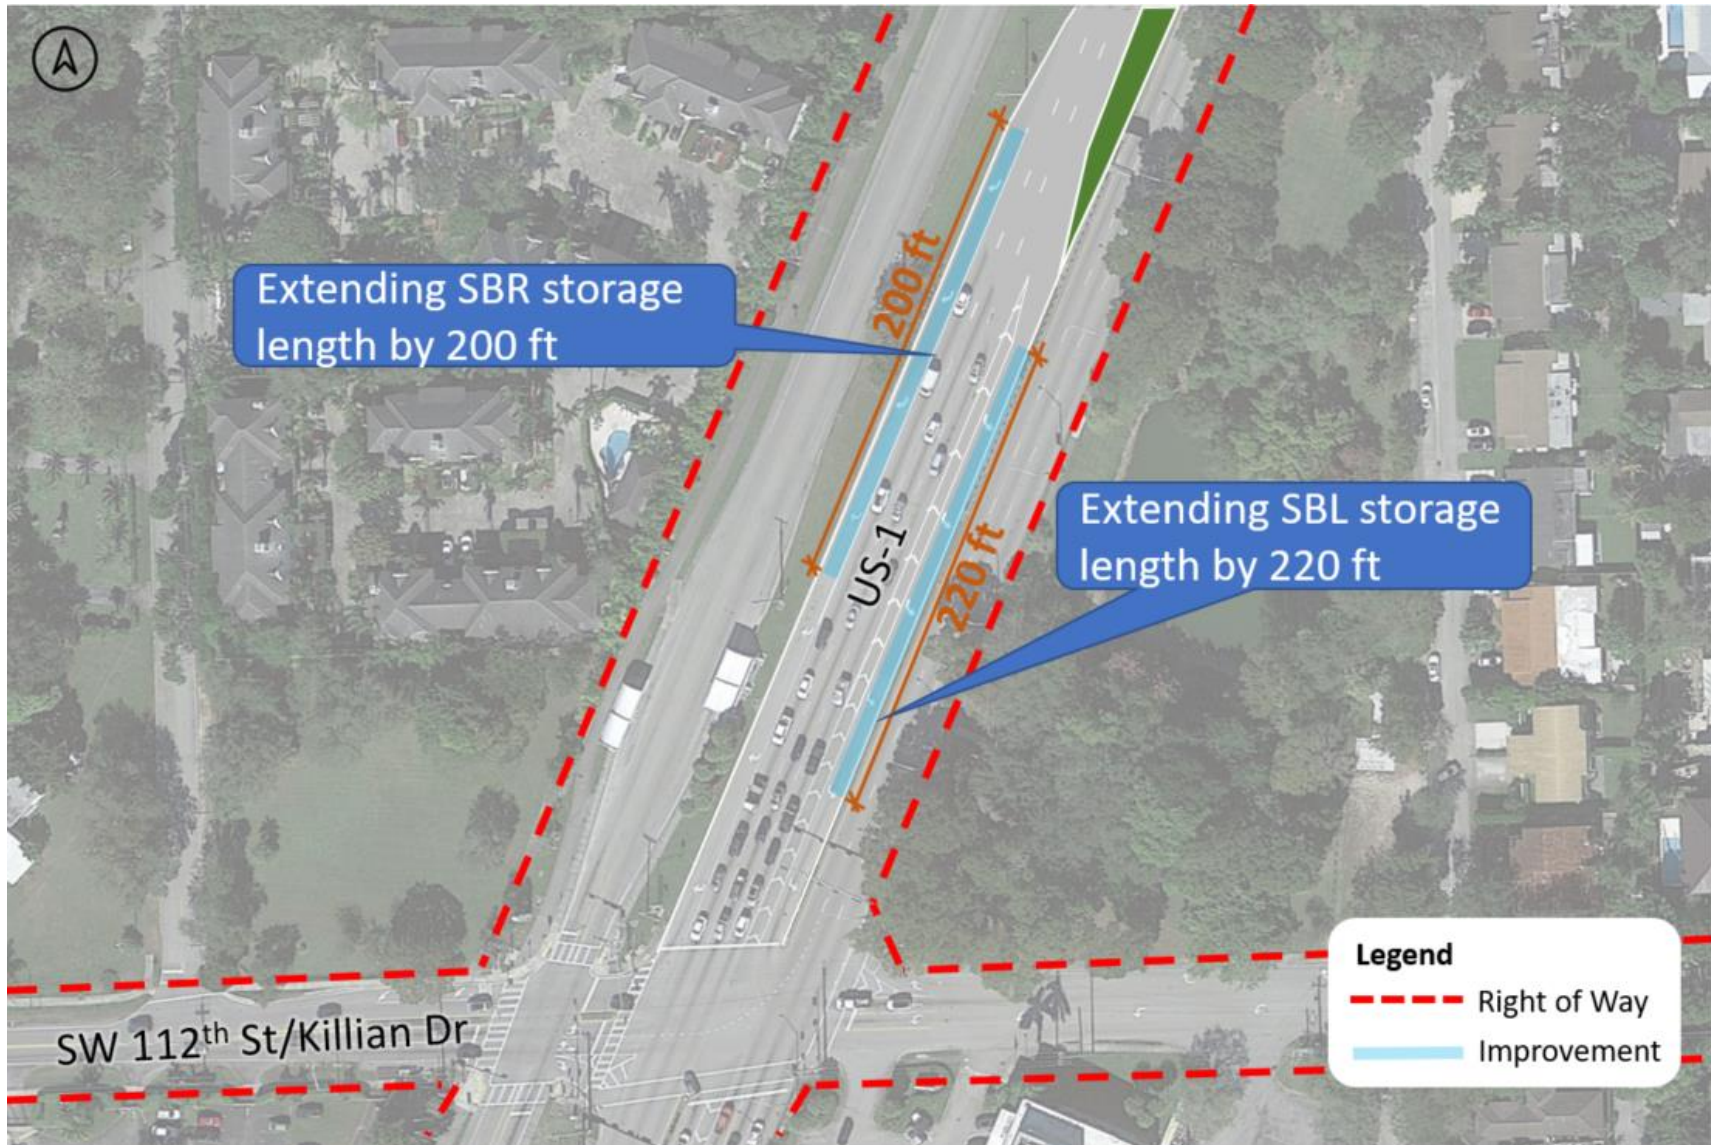 Extending SBR storage
length by 200 ft
200 ft
US-1
Extending SBL storage
length by 220 ft
220 ft
SW 112th St/Killian Dr
Legend
Right of Way
Improvement